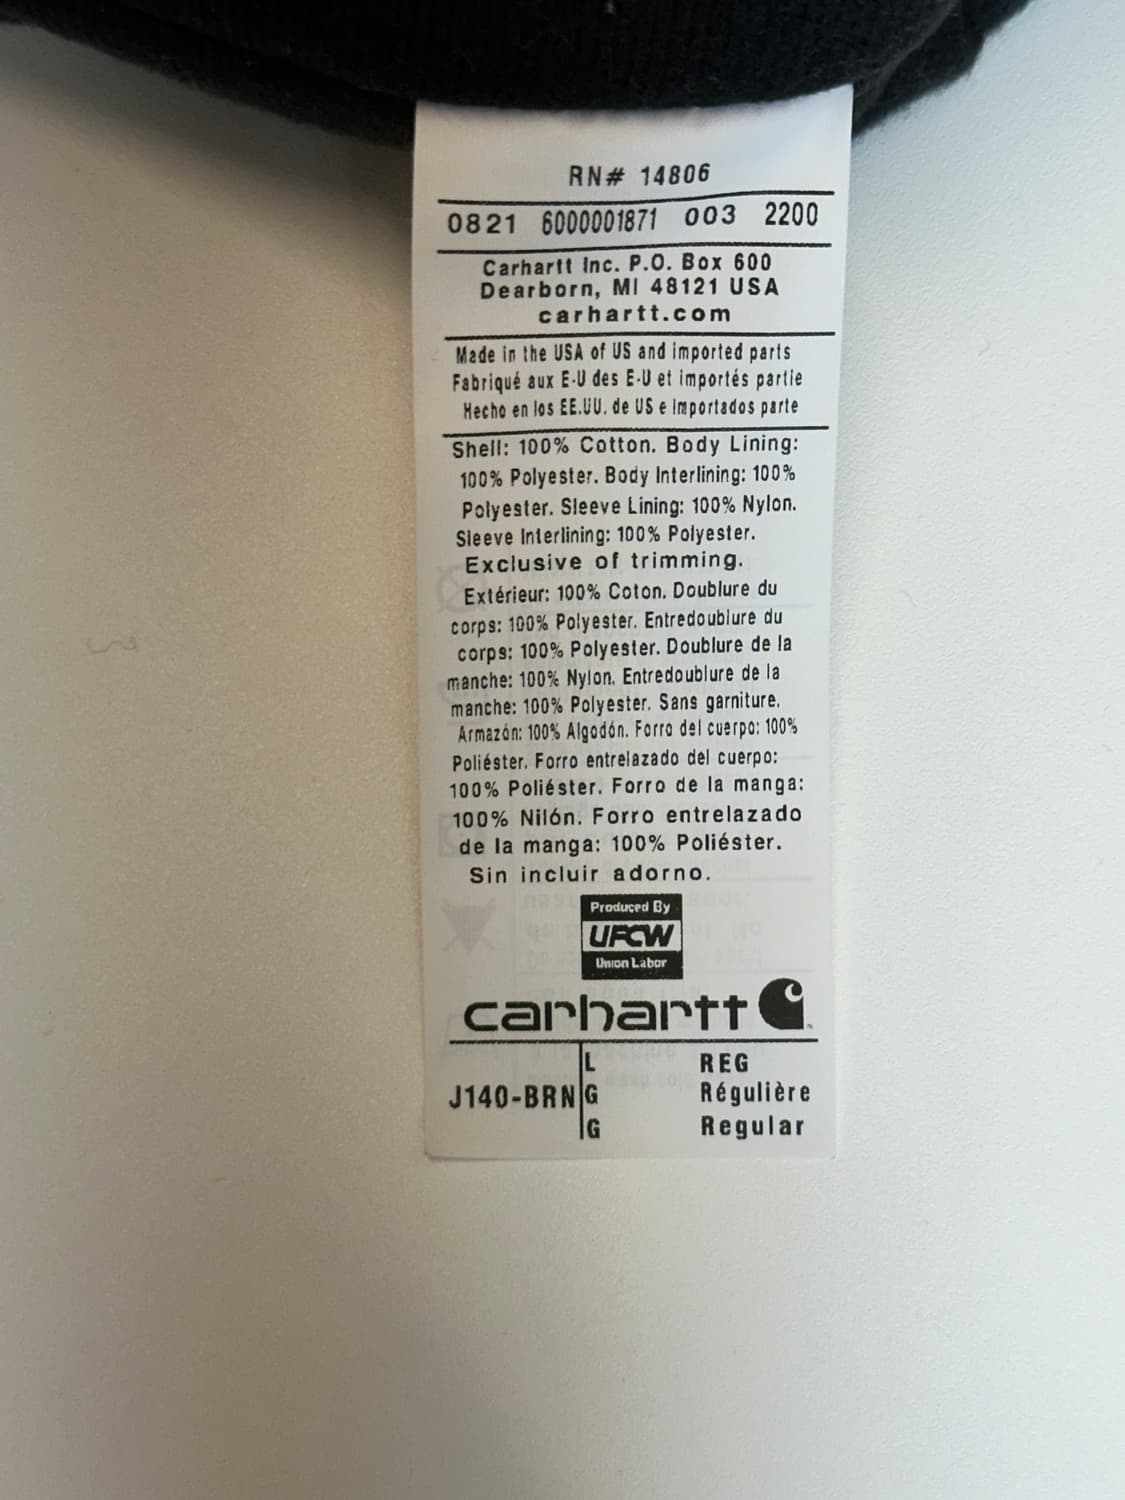 RN# 14806
0821 6000001871 003 2200
Carhartt Inc. P.O. Box 600
Dearborn, MI 48121 USA
carhartt.com
Made in the USA of US and imported parts
Fabriqué aux E-U des E-U et importés partie
Hecho en los EE.UU. de US e importados parte
Shell: 100% Cotton. Body Lining:
100% Polyester. Body Interlining: 100%
Polyester. Sleeve Lining: 100% Nylon.
Sleeve Interlining: 100% Polyester.
Exclusive of trimming.
Extérieur: 100% Coton. Doublure du
corps: 100% Polyester. Entredoublure du
corps: 100% Polyester. Doublure de la
manche: 100% Nylon. Entredoublure de la
manche: 100% Polyester. Sans garniture.
Armazón: 100% Algodón. Forro del cuerpo: 100%
Poliéster. Forro entrelazado del cuerpo:
100% Poliéster. Forro de la manga:
100% Nilón. Forro entrelazado
de la manga: 100% Poliéster.
Sin incluir adorno.
Produced By
UFCW
Union Labor
carhartt
L REG
J140-BRN G Régulière
G Regular